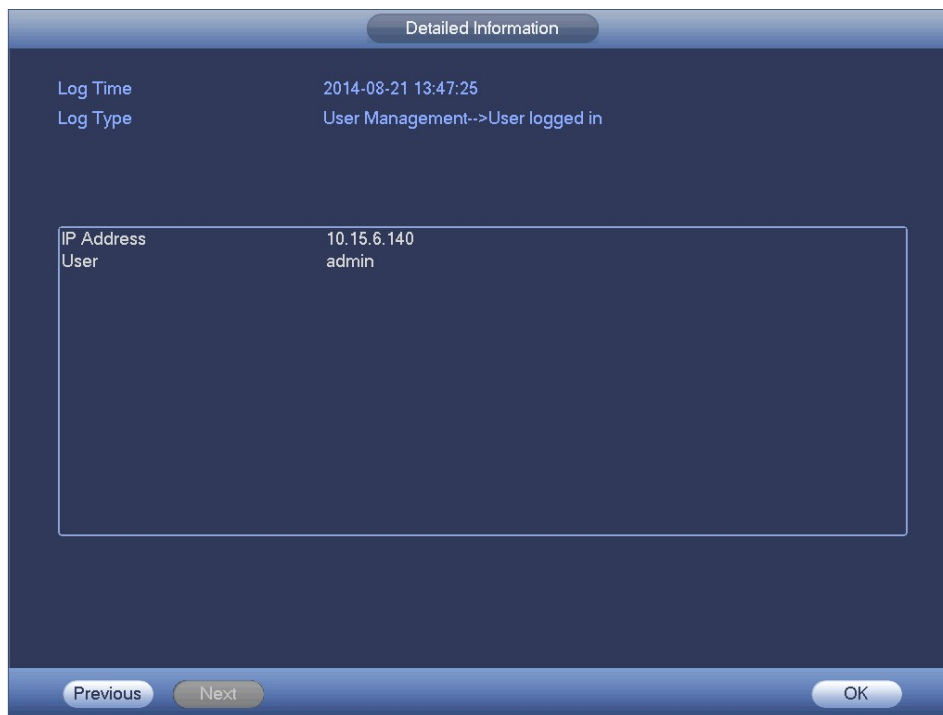 Detailed Information
Log Time 2014-08-21 13:47:25
Log Type User Management-->User logged in
IP Address 10.15.6.140
User admin
Previous Next OK